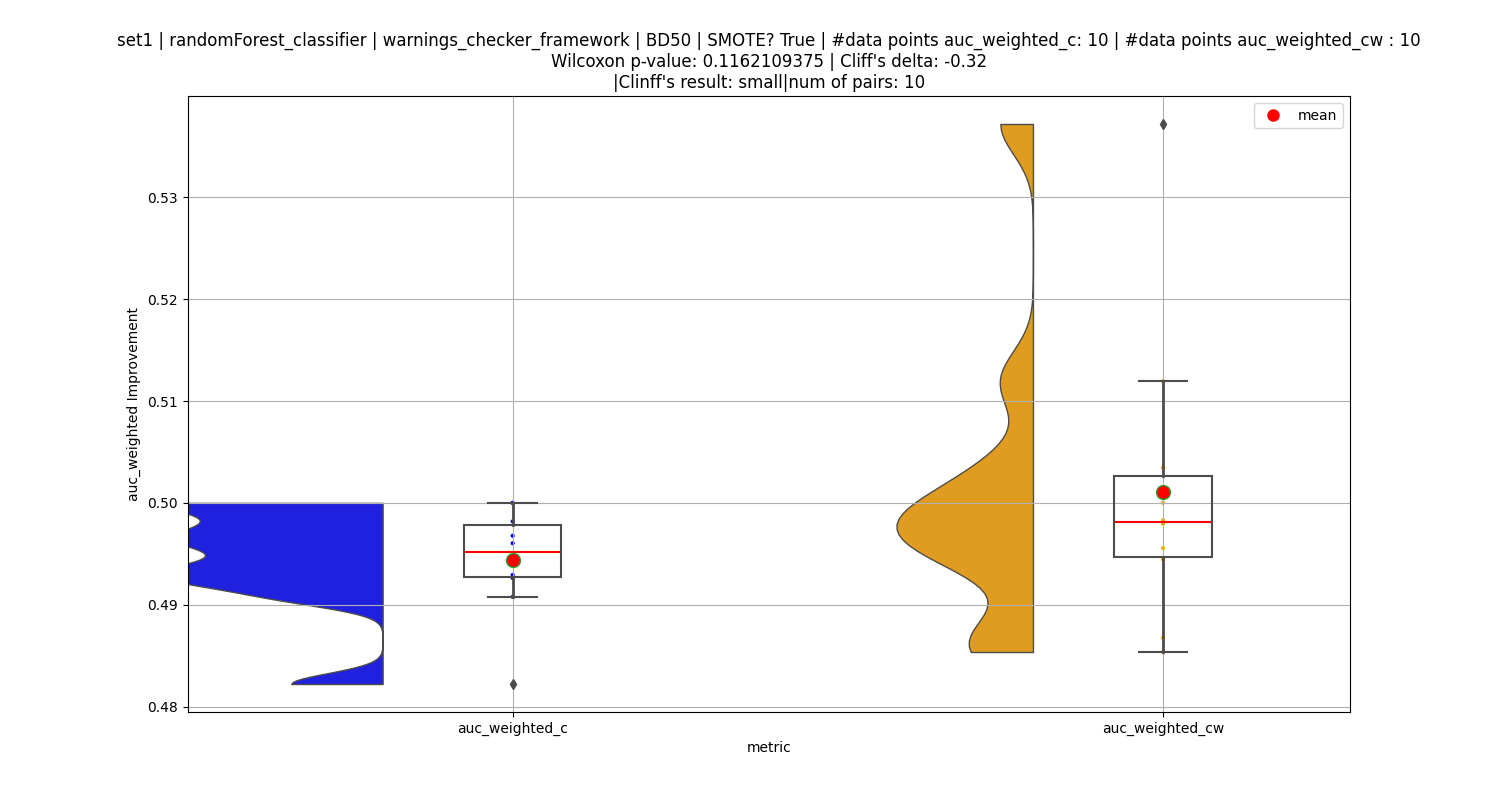 set1 | randomForest_classifier | warnings_checker_framework | BD50 | SMOTE? True | #data points auc_weighted_c: 10 | #data points auc_weighted_cw : 10
Wilcoxon p-value: 0.1162109375 | Cliff's delta: -0.32
|Clinff's result: small|num of pairs: 10
mean
0.53
0.52
0.51
0.50
0.49
0.48
auc_weighted Improvement
auc_weighted_c
auc_weighted_cw
metric